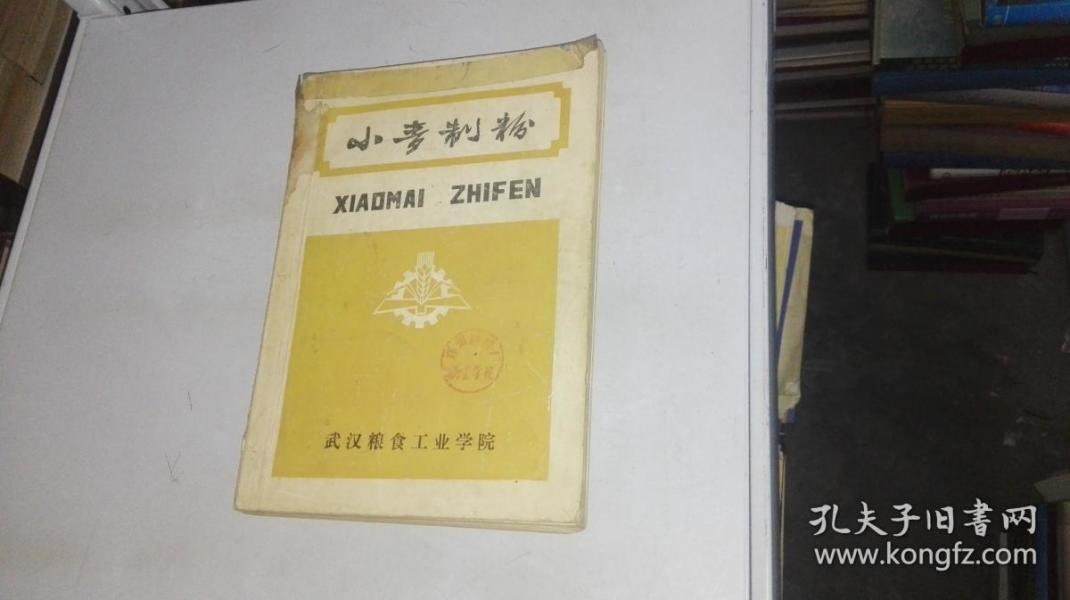 小麦制粉
XIAOMAI ZHIFEN
武汉粮食工业学院
孔夫子旧書网
www.kongfz.com